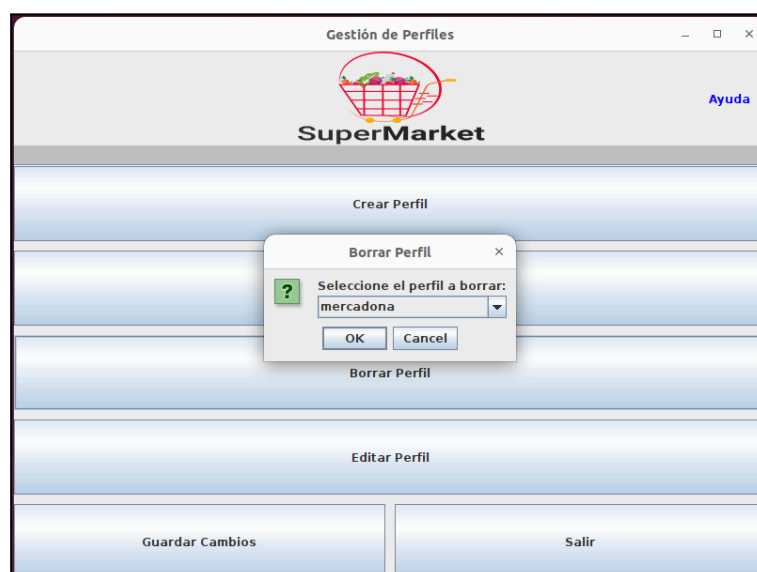 Gestión de Perfiles
SuperMarket
Ayuda
Crear Perfil
Borrar Perfil
Seleccione el perfil a borrar:
mercadona
OK
Cancel
Borrar Perfil
Editar Perfil
Guardar Cambios
Salir